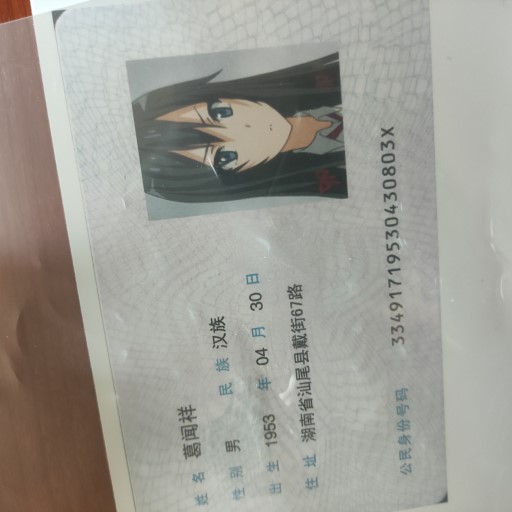 姓名 葛闻祥
性别 男 民族 汉族
出生 1953 年 04 月 30 日
住址 湖南省汕尾县戴街67路
公民身份号码 33491719530430803X